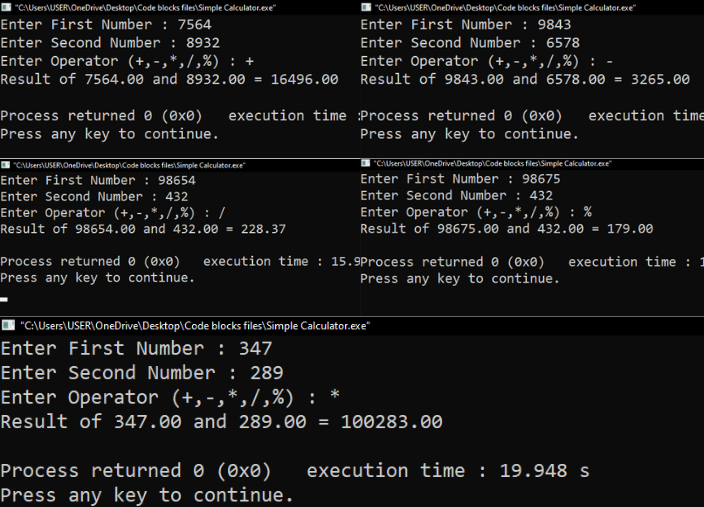 "C:\Users\USER\OneDrive\Desktop\Code blocks files\Simple Calculator.exe"
Enter First Number : 7564
Enter Second Number : 8932
Enter Operator (+,-,*,/,%) : +
Result of 7564.00 and 8932.00 = 16496.00
Process returned 0 (0x0)   execution time :
Press any key to continue.
"C:\Users\USER\OneDrive\Desktop\Code blocks files\Simple Calculator.exe"
Enter First Number : 9843
Enter Second Number : 6578
Enter Operator (+,-,*,/,%) : -
Result of 9843.00 and 6578.00 = 3265.00
Process returned 0 (0x0)   execution time
Press any key to continue.
"C:\Users\USER\OneDrive\Desktop\Code blocks files\Simple Calculator.exe"
Enter First Number : 98654
Enter Second Number : 432
Enter Operator (+,-,*,/,%) : /
Result of 98654.00 and 432.00 = 228.37
Process returned 0 (0x0)   execution time : 15.9
Press any key to continue.
"C:\Users\USER\OneDrive\Desktop\Code blocks files\Simple Calculator.exe"
Enter First Number : 98675
Enter Second Number : 432
Enter Operator (+,-,*,/,%) : %
Result of 98675.00 and 432.00 = 179.00
Process returned 0 (0x0)   execution time : 1
Press any key to continue.
"C:\Users\USER\OneDrive\Desktop\Code blocks files\Simple Calculator.exe"
Enter First Number : 347
Enter Second Number : 289
Enter Operator (+,-,*,/,%) : *
Result of 347.00 and 289.00 = 100283.00
Process returned 0 (0x0)   execution time : 19.948 s
Press any key to continue.